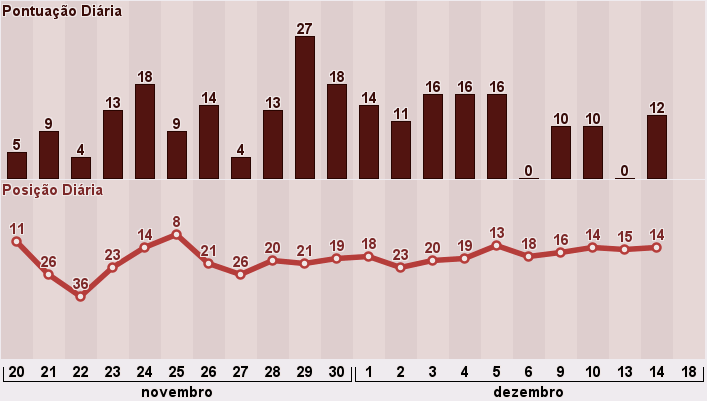 Pontuação Diária
5 9 4 13 18 9 14 4 13 27 18 14 11 16 16 16 0 10 10 0 12
Posição Diária
11 26 36 23 14 8 21 26 20 21 19 18 23 20 19 13 18 16 14 15 14
20 21 22 23 24 25 26 27 28 29 30 1 2 3 4 5 6 9 10 13 14 18
novembro dezembro